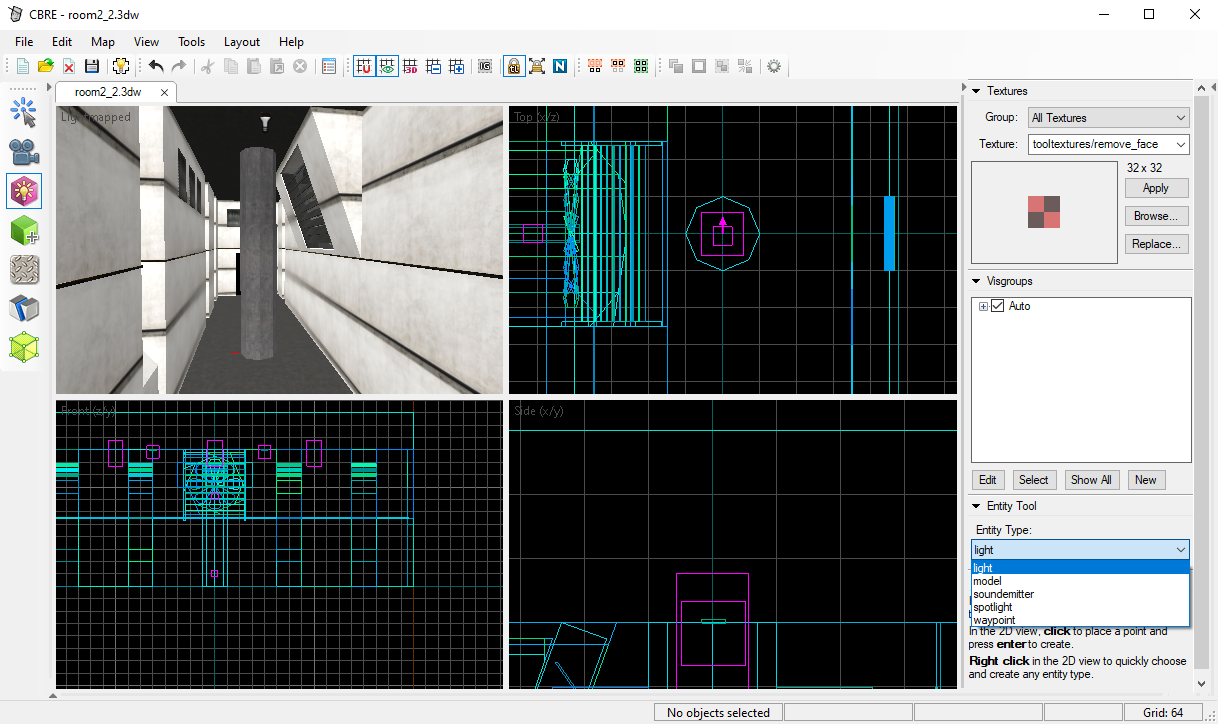 CBRE - room2_2.3dw
File Edit Map View Tools Layout Help
room2_2.3dw
Lightmapped
Top (x/z)
Front (z/y)
Side (x/y)
Textures
Group: All Textures
Texture: tooltextures/remove_face
32 x 32
Apply
Browse...
Replace...
Visgroups
Auto
Edit Select Show All New
Entity Tool
Entity Type:
light
light
model
soundemitter
spotlight
waypoint
In the 2D view, click to place a point and
press enter to create.
Right click in the 2D view to quickly choose
and create any entity type.
No objects selected
Grid: 64